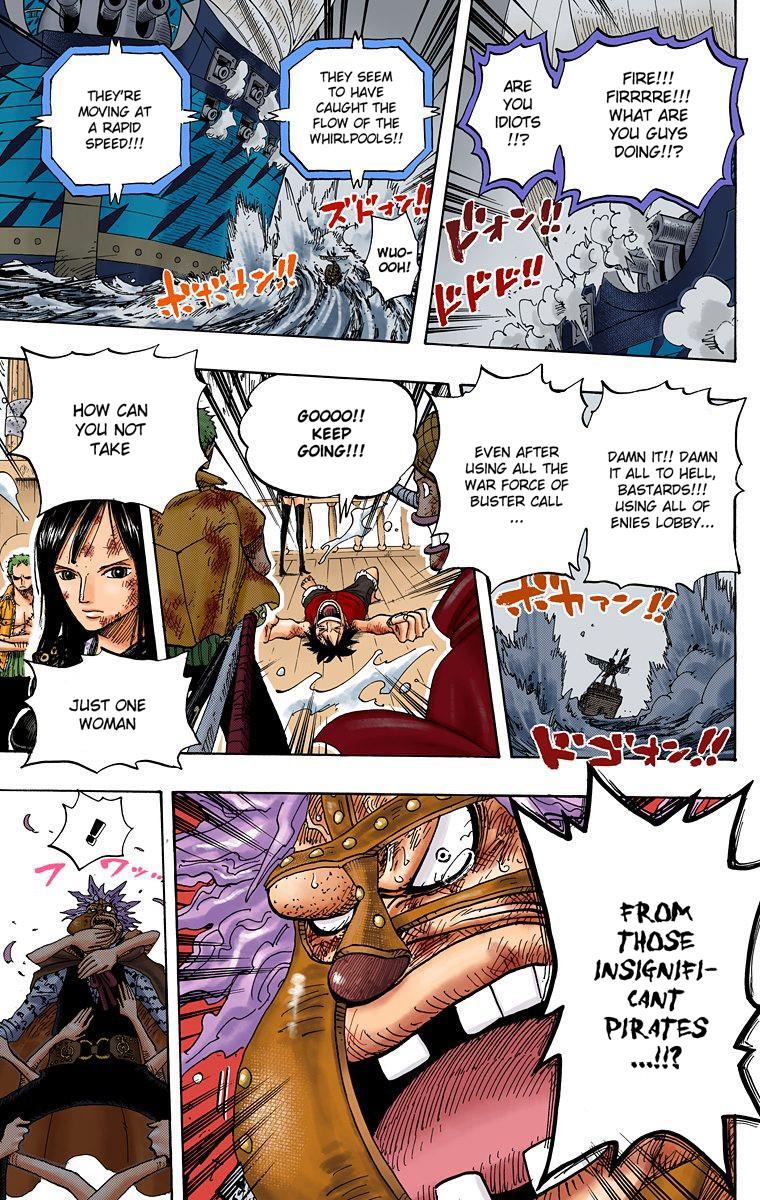 FIRE!!!
FIRRRRE!!!
WHAT ARE
YOU GUYS
DOING!!?
ARE
YOU
IDIOTS
!!?
ドオン!!
ドドド!!
THEY SEEM
TO HAVE
CAUGHT THE
FLOW OF THE
WHIRLPOOLS!!
THEY'RE
MOVING AT
A RAPID
SPEED!!!
ズドォン!!
WUO-
OOH!
ボボオン!!
DAMN IT!! DAMN
IT ALL TO HELL,
BASTARDS!!!
USING ALL OF
ENIES LOBBY...
EVEN AFTER
USING ALL THE
WAR FORCE OF
BUSTER CALL
...
ボカァン!!
ドゴオン!!
GOOOO!!
KEEP
GOING!!!
HOW CAN
YOU NOT
TAKE
JUST ONE
WOMAN
FROM
THOSE
INSIGNIFI-
CANT
PIRATES
...!!?
!
フワッ...